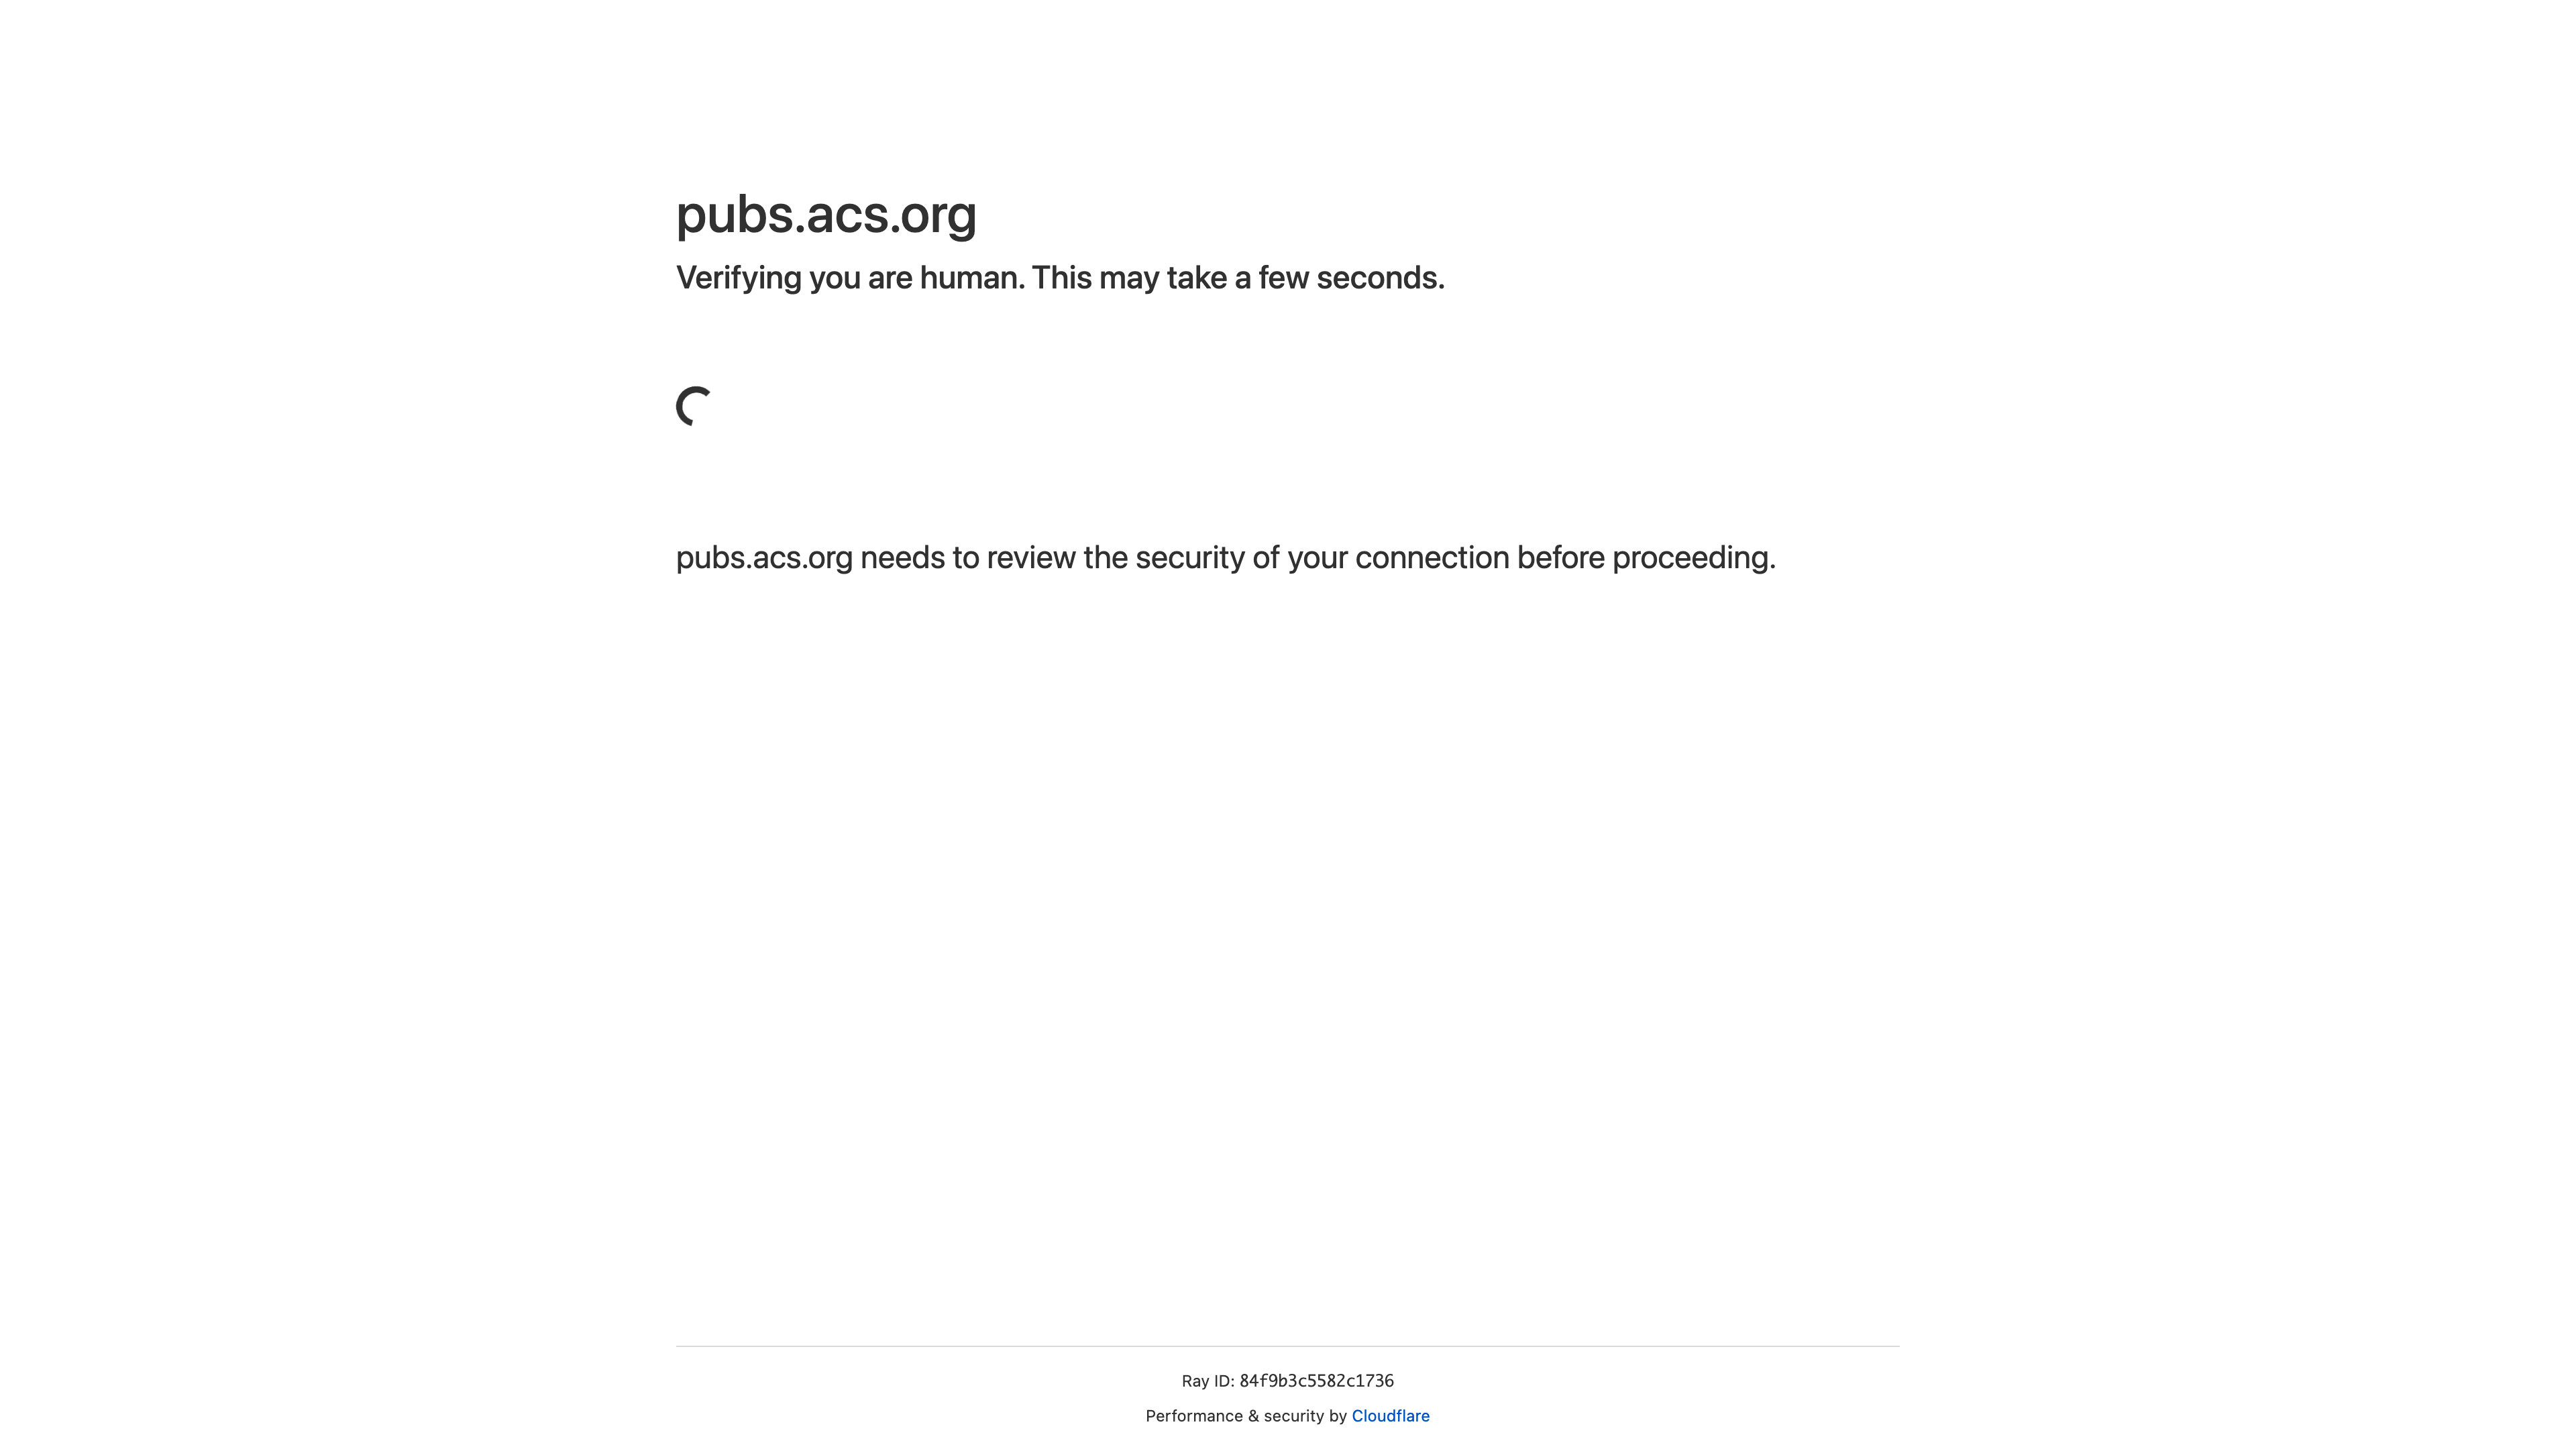 pubs.acs.org
Verifying you are human. This may take a few seconds.
pubs.acs.org needs to review the security of your connection before proceeding.
Ray ID: 84f9b3c5582c1736
Performance & security by Cloudflare